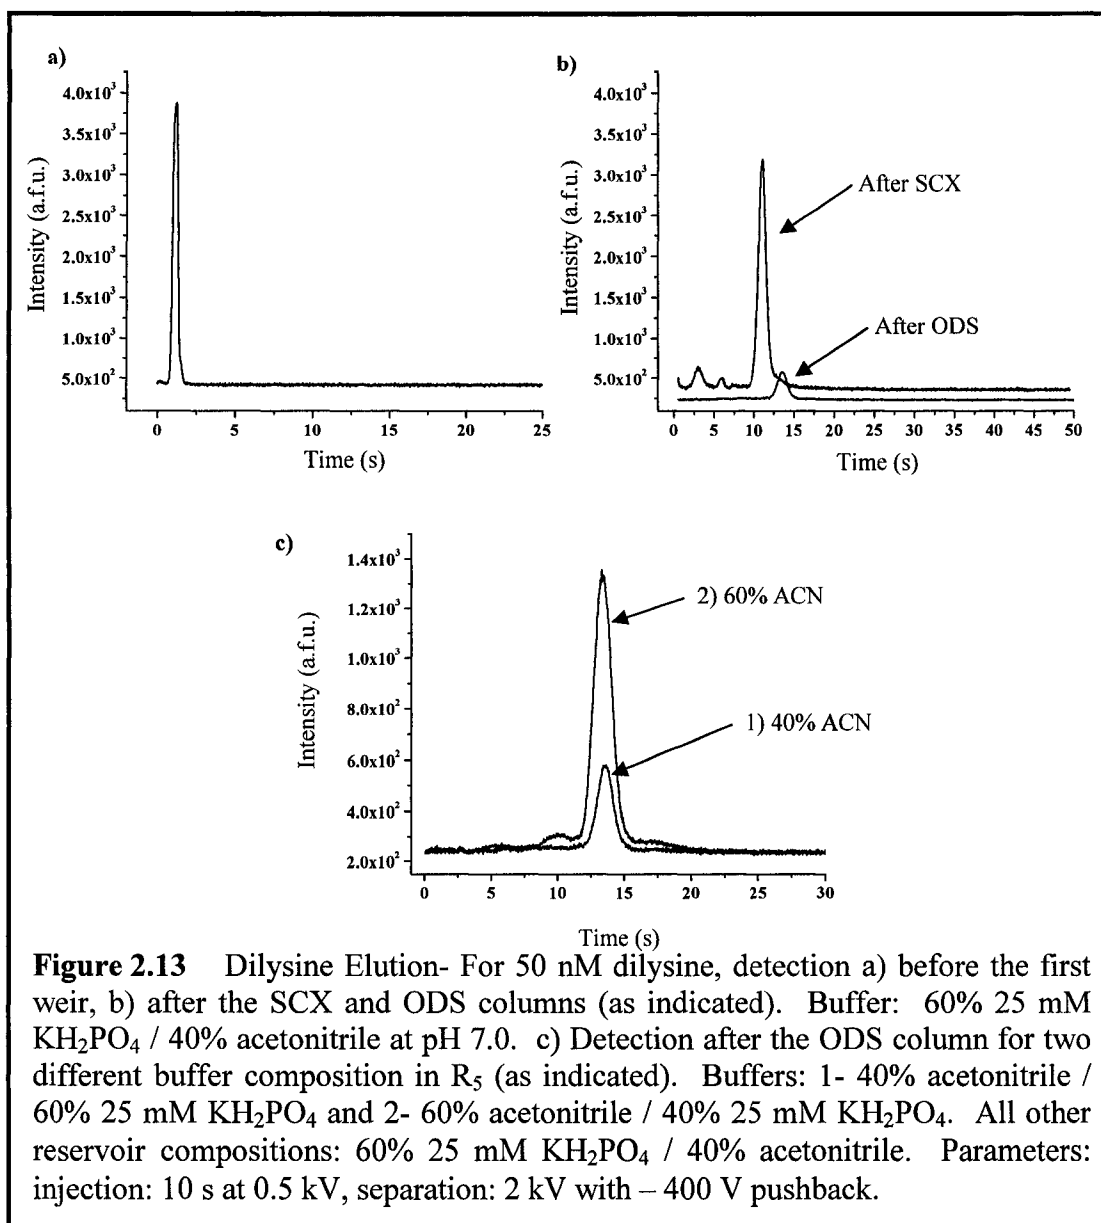 a)
4.0x10³
3.5x10³
3.0x10³
2.5x10³
2.0x10³
1.5x10³
1.0x10³
5.0x10²
Intensity (a.f.u.)
0 5 10 15 20 25
Time (s)
b)
4.0x10³
3.5x10³
3.0x10³
2.5x10³
2.0x10³
1.5x10³
1.0x10³
5.0x10²
Intensity (a.f.u.)
After SCX
After ODS
0 5 10 15 20 25 30 35 40 45 50
Time (s)
c)
1.4x10³
1.2x10³
1.0x10³
8.0x10²
6.0x10²
4.0x10²
2.0x10²
Intensity (a.f.u.)
2) 60% ACN
1) 40% ACN
0 5 10 15 20 25 30
Time (s)
Figure 2.13 Dilysine Elution- For 50 nM dilysine, detection a) before the first
weir, b) after the SCX and ODS columns (as indicated). Buffer: 60% 25 mM
KH₂PO₄ / 40% acetonitrile at pH 7.0. c) Detection after the ODS column for two
different buffer composition in R₅ (as indicated). Buffers: 1- 40% acetonitrile /
60% 25 mM KH₂PO₄ and 2- 60% acetonitrile / 40% 25 mM KH₂PO₄. All other
reservoir compositions: 60% 25 mM KH₂PO₄ / 40% acetonitrile. Parameters:
injection: 10 s at 0.5 kV, separation: 2 kV with – 400 V pushback.